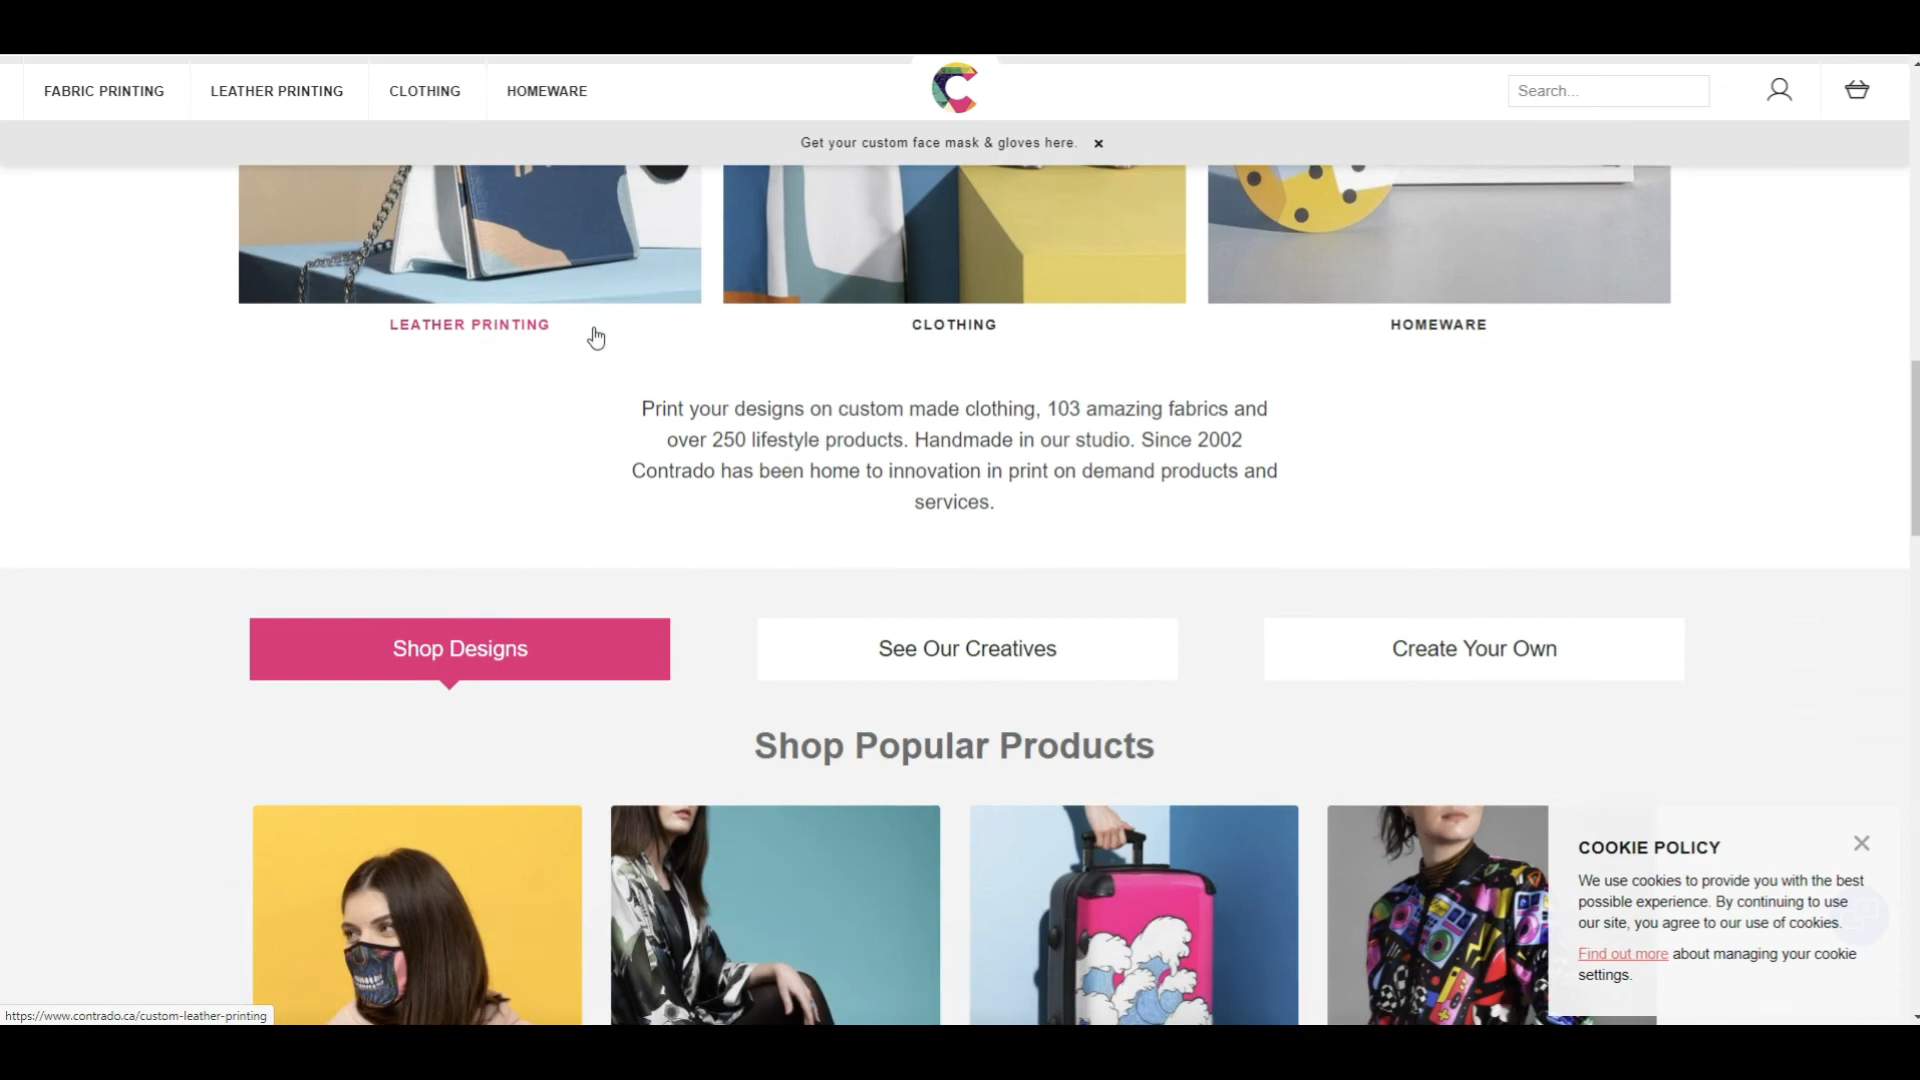 FABRIC PRINTING
LEATHER PRINTING
CLOTHING
HOMEWARE
Search...
Get your custom face mask & gloves here. ×
LEATHER PRINTING
CLOTHING
HOMEWARE
Print your designs on custom made clothing, 103 amazing fabrics and
over 250 lifestyle products. Handmade in our studio. Since 2002
Contrado has been home to innovation in print on demand products and
services.
Shop Designs
See Our Creatives
Create Your Own
Shop Popular Products
COOKIE POLICY
We use cookies to provide you with the best
possible experience. By continuing to use
our site, you agree to our use of cookies.
Find out more about managing your cookie
settings.
https://www.contrado.ca/custom-leather-printing